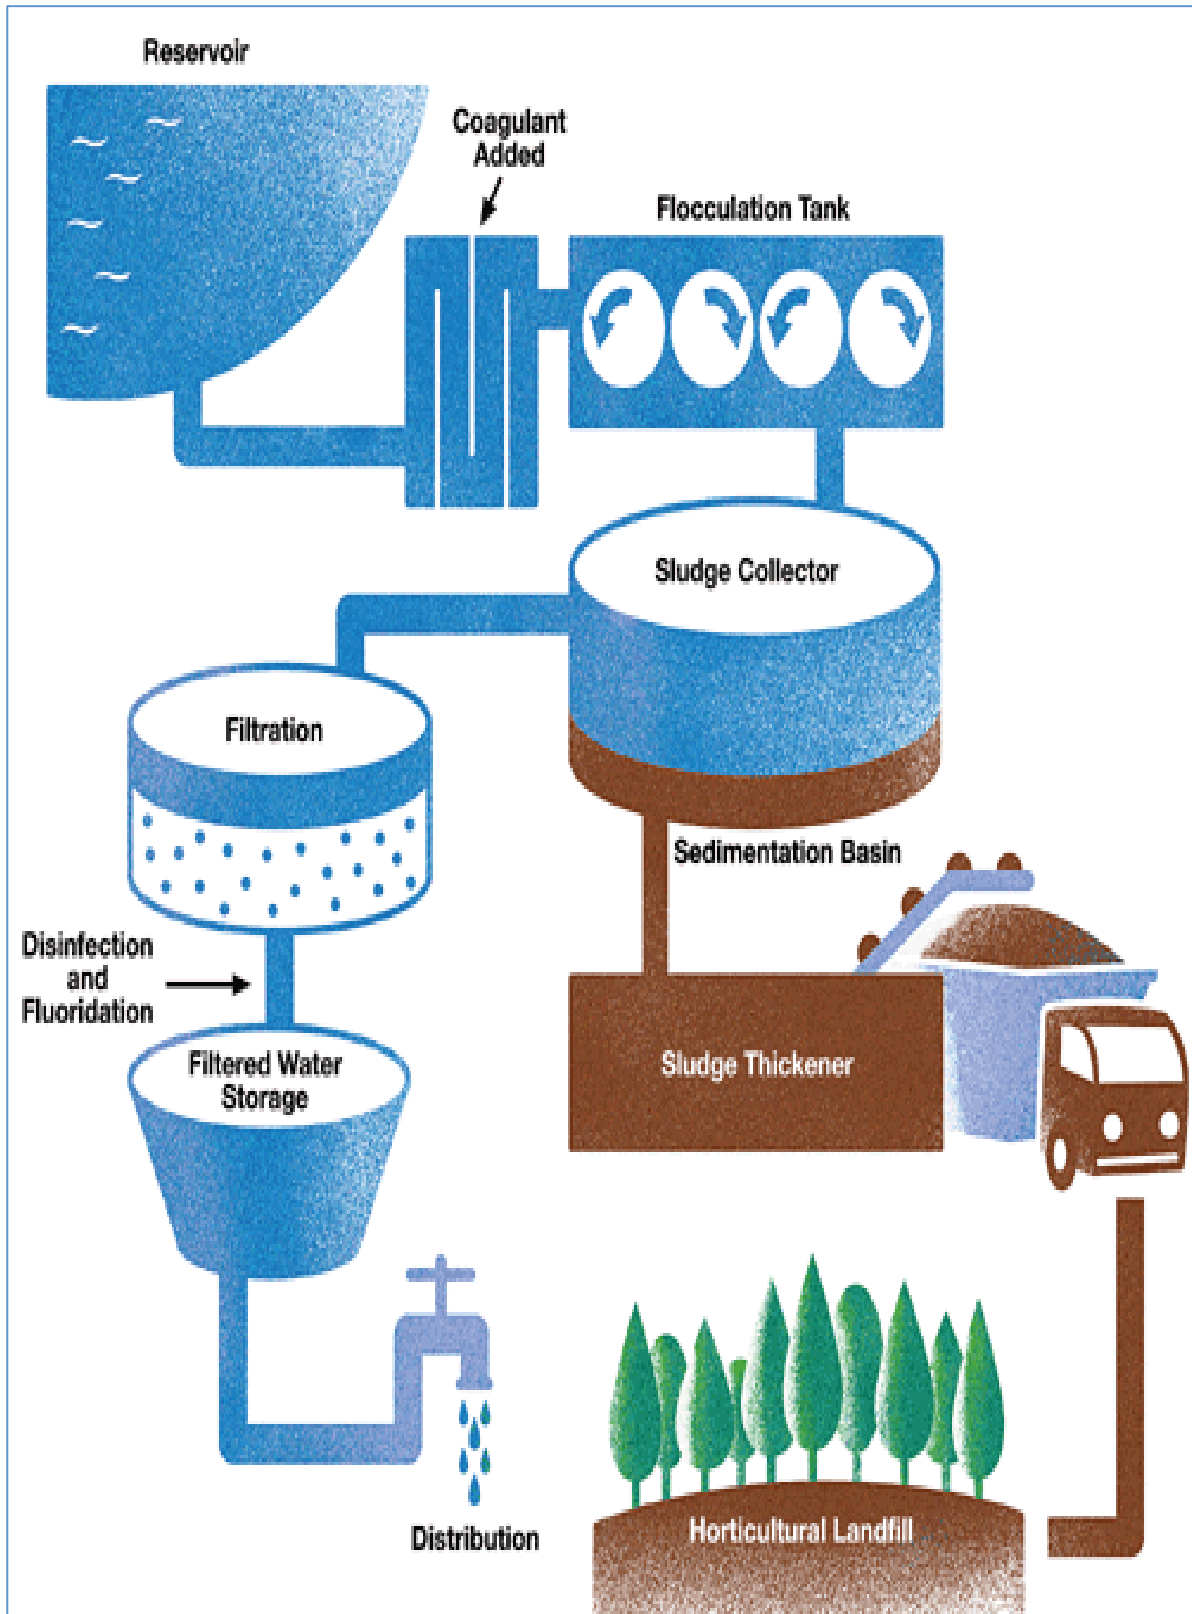 Reservoir
Coagulant
Added
Flocculation Tank
Sludge Collector
Filtration
Sedimentation Basin
Disinfection
and
Fluoridation
Filtered Water
Storage
Sludge Thickener
Distribution
Horticultural Landfill